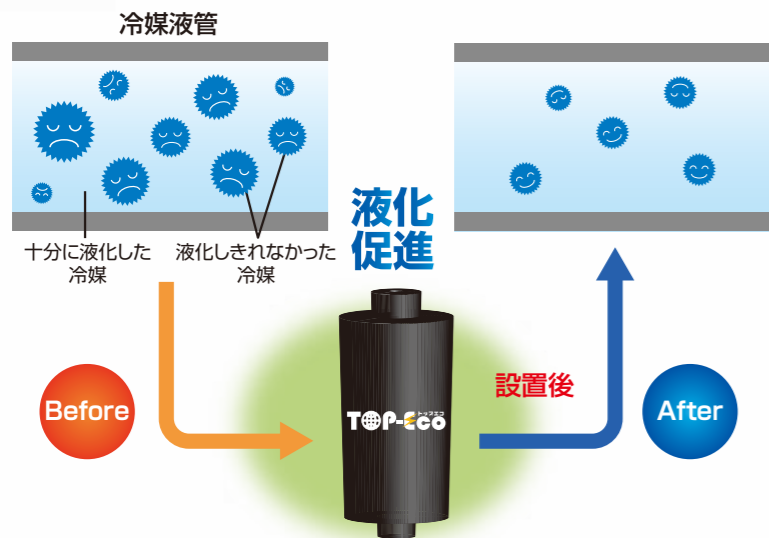 冷媒液管
十分に液化した
冷媒
液化しきれなかった
冷媒
液化
促進
Before
トップエコ
TOP-Eco
設置後
After